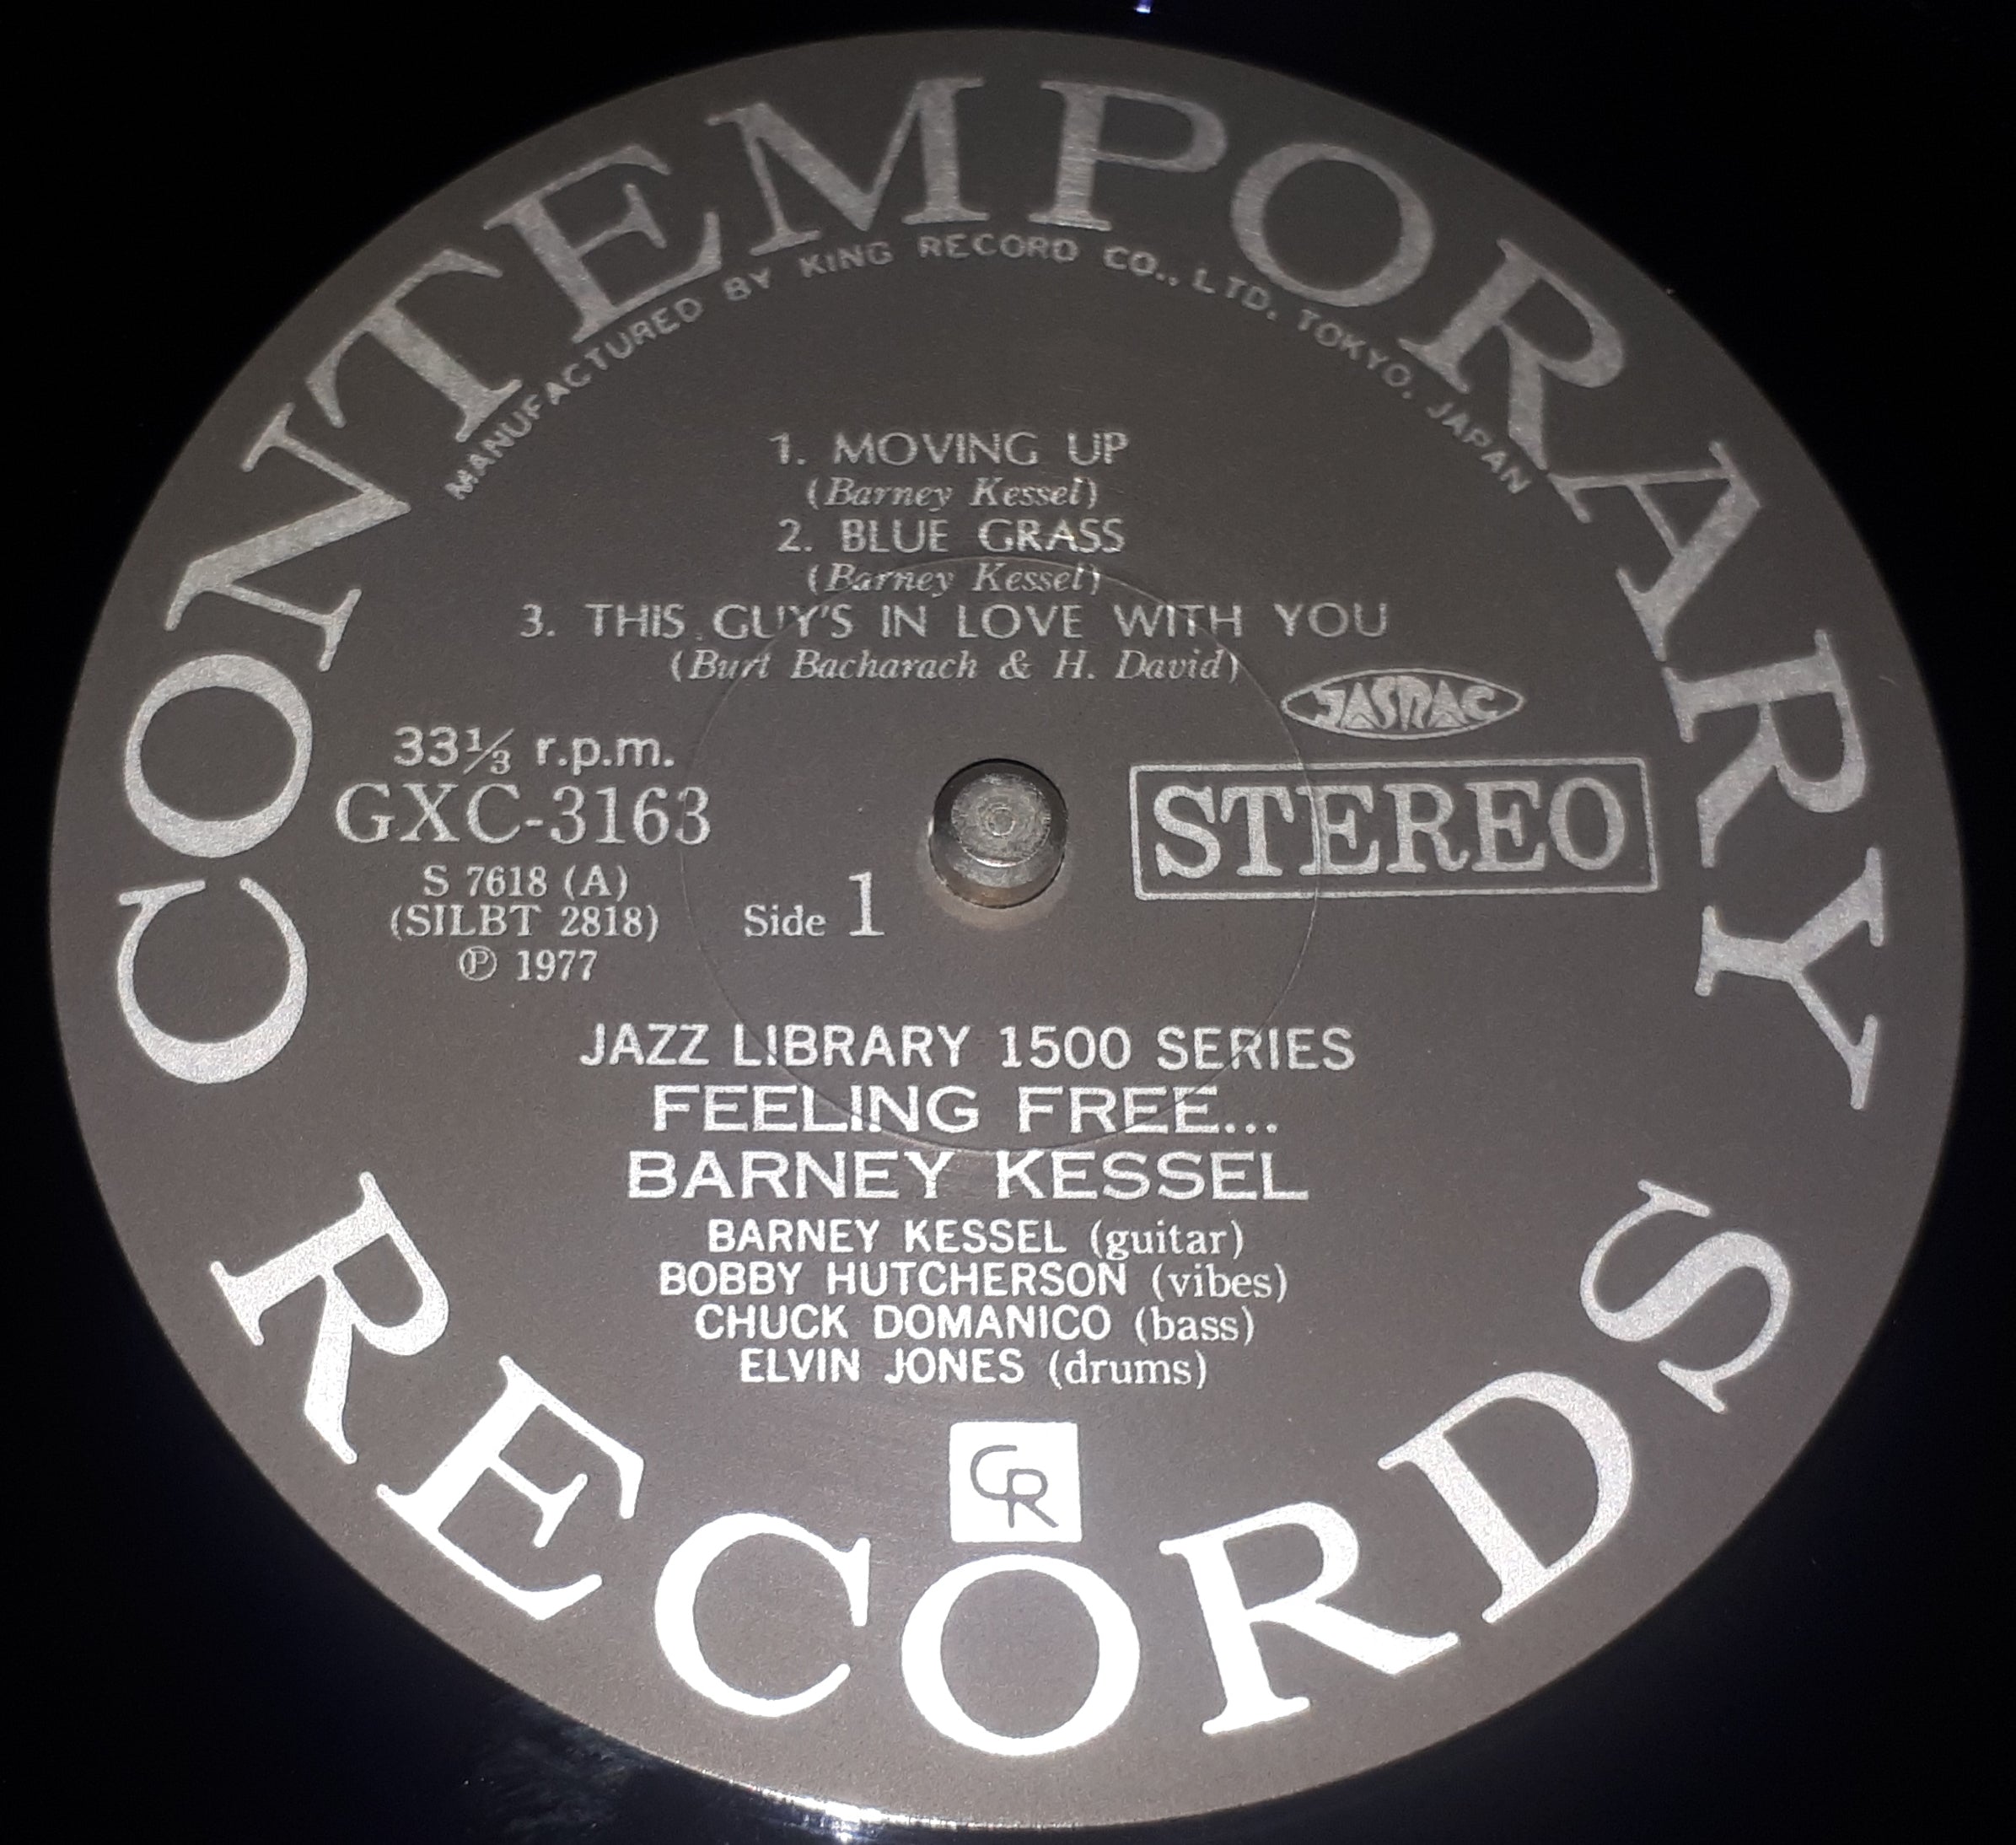 CONTEMPORARY
MANUFACTURED BY KING RECORD CO., LTD. TOKYO, JAPAN
1. MOVING UP
(Barney Kessel)
2. BLUE GRASS
(Barney Kessel)
3. THIS GUY'S IN LOVE WITH YOU
(Burt Bacharach & H. David)
JASRAC
33⅓ r.p.m.
GXC-3163
STEREO
S 7618 (A)
(SILBT 2818)
Side 1
℗ 1977
JAZZ LIBRARY 1500 SERIES
FEELING FREE...
BARNEY KESSEL
BARNEY KESSEL (guitar)
BOBBY HUTCHERSON (vibes)
CHUCK DOMANICO (bass)
ELVIN JONES (drums)
CR
RECORDS